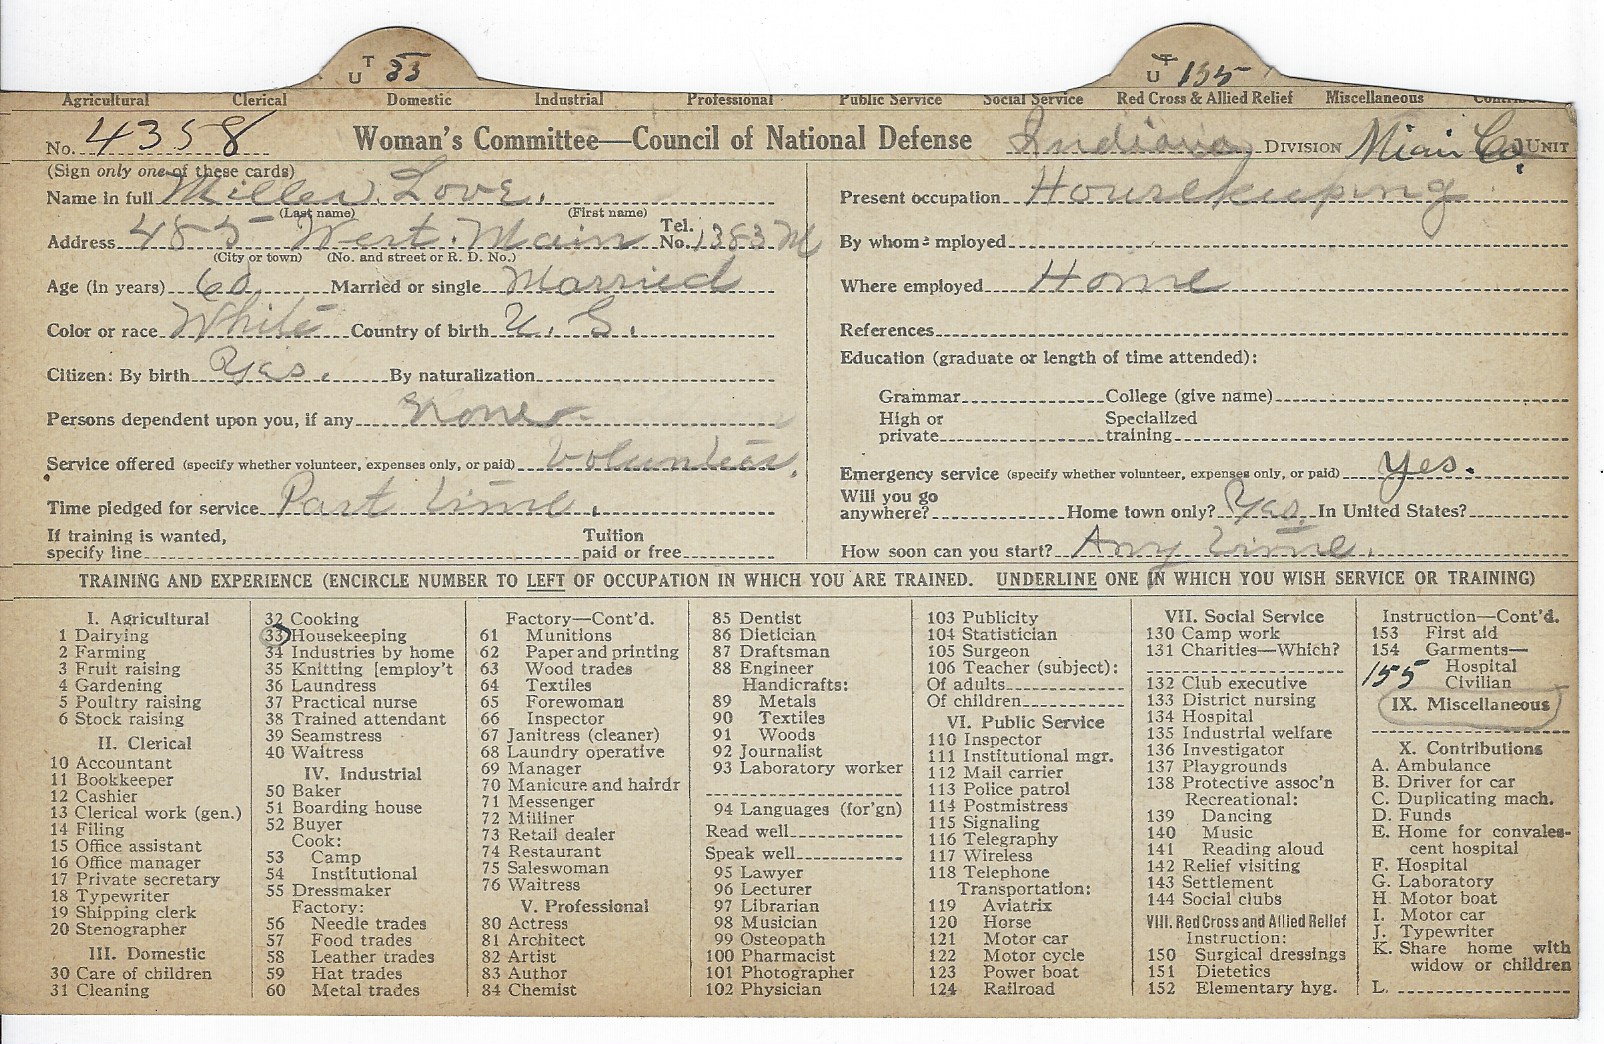 T U 33
T U 155
Agricultural Clerical Domestic Industrial Professional Public Service Social Service Red Cross & Allied Relief Miscellaneous
No. 4358 Woman's Committee—Council of National Defense Indiana DIVISION Miami Co. UNIT
(Sign only one of these cards)
Name in full Miller. Love.
(Last name) (First name)
Address 485 West. Main Tel. No. 1383 M
(City or town) (No. and street or R. D. No.)
Age (in years) 60 Married or single Married
Color or race White Country of birth U. S.
Citizen: By birth Yas. By naturalization
Persons dependent upon you, if any None
Service offered (specify whether volunteer, expenses only, or paid) Volunteer.
Time pledged for service Part time.
If training is wanted, specify line Tuition paid or free
Present occupation Housekeeping
By whom mployed
Where employed Home
References
Education (graduate or length of time attended):
Grammar College (give name)
High or private Specialized training
Emergency service (specify whether volunteer, expenses only, or paid) yes.
Will you go anywhere? Home town only? Yas. In United States?
How soon can you start? Any time.
TRAINING AND EXPERIENCE (ENCIRCLE NUMBER TO LEFT OF OCCUPATION IN WHICH YOU ARE TRAINED. UNDERLINE ONE IN WHICH YOU WISH SERVICE OR TRAINING)
I. Agricultural
1 Dairying
2 Farming
3 Fruit raising
4 Gardening
5 Poultry raising
6 Stock raising
II. Clerical
10 Accountant
11 Bookkeeper
12 Cashier
13 Clerical work (gen.)
14 Filing
15 Office assistant
16 Office manager
17 Private secretary
18 Typewriter
19 Shipping clerk
20 Stenographer
III. Domestic
30 Care of children
31 Cleaning
32 Cooking
33 Housekeeping
34 Industries by home
35 Knitting [employ't
36 Laundress
37 Practical nurse
38 Trained attendant
39 Seamstress
40 Waitress
IV. Industrial
50 Baker
51 Boarding house
52 Buyer
Cook:
53 Camp
54 Institutional
55 Dressmaker
Factory:
56 Needle trades
57 Food trades
58 Leather trades
59 Hat trades
60 Metal trades
Factory—Cont'd.
61 Munitions
62 Paper and printing
63 Wood trades
64 Textiles
65 Forewoman
66 Inspector
67 Janitress (cleaner)
68 Laundry operative
69 Manager
70 Manicure and hairdr
71 Messenger
72 Milliner
73 Retail dealer
74 Restaurant
75 Saleswoman
76 Waitress
V. Professional
80 Actress
81 Architect
82 Artist
83 Author
84 Chemist
85 Dentist
86 Dietician
87 Draftsman
88 Engineer
Handicrafts:
89 Metals
90 Textiles
91 Woods
92 Journalist
93 Laboratory worker
94 Languages (for'gn)
Read well
Speak well
95 Lawyer
96 Lecturer
97 Librarian
98 Musician
99 Osteopath
100 Pharmacist
101 Photographer
102 Physician
103 Publicity
104 Statistician
105 Surgeon
106 Teacher (subject):
Of adults
Of children
VI. Public Service
110 Inspector
111 Institutional mgr.
112 Mail carrier
113 Police patrol
114 Postmistress
115 Signaling
116 Telegraphy
117 Wireless
118 Telephone
Transportation:
119 Aviatrix
120 Horse
121 Motor car
122 Motor cycle
123 Power boat
124 Railroad
VII. Social Service
130 Camp work
131 Charities—Which?
132 Club executive
133 District nursing
134 Hospital
135 Industrial welfare
136 Investigator
137 Playgrounds
138 Protective assoc'n
Recreational:
139 Dancing
140 Music
141 Reading aloud
142 Relief visiting
143 Settlement
144 Social clubs
VIII. Red Cross and Allied Relief
Instruction:
150 Surgical dressings
151 Dietetics
152 Elementary hyg.
Instruction—Cont'd.
153 First aid
154 Garments—
155 Hospital
Civilian
IX. Miscellaneous
X. Contributions
A. Ambulance
B. Driver for car
C. Duplicating mach.
D. Funds
E. Home for convales-
cent hospital
F. Hospital
G. Laboratory
H. Motor boat
I. Motor car
J. Typewriter
K. Share home with
widow or children
L.